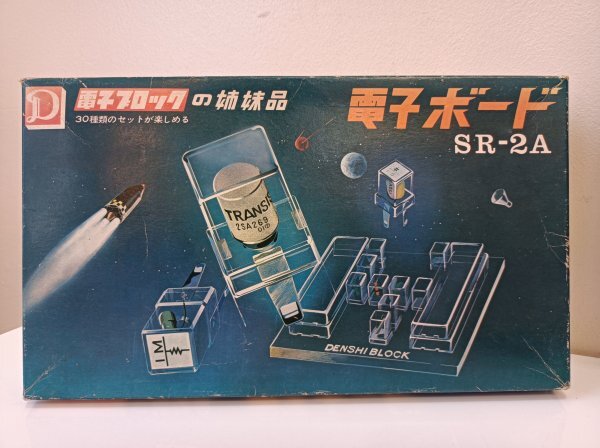 D
電子ブロックの姉妹品
30種類のセットが楽しめる
電子ボード
SR-2A
TRANSIS
2SA269
1M
DENSHI BLOCK